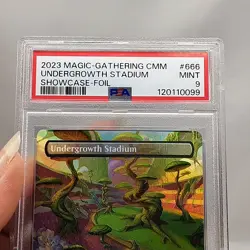 2023 MAGIC-GATHERING CMM #666
UNDERGROWTH STADIUM MINT
SHOWCASE-FOIL PSA 9
120110099
Undergrowth Stadium